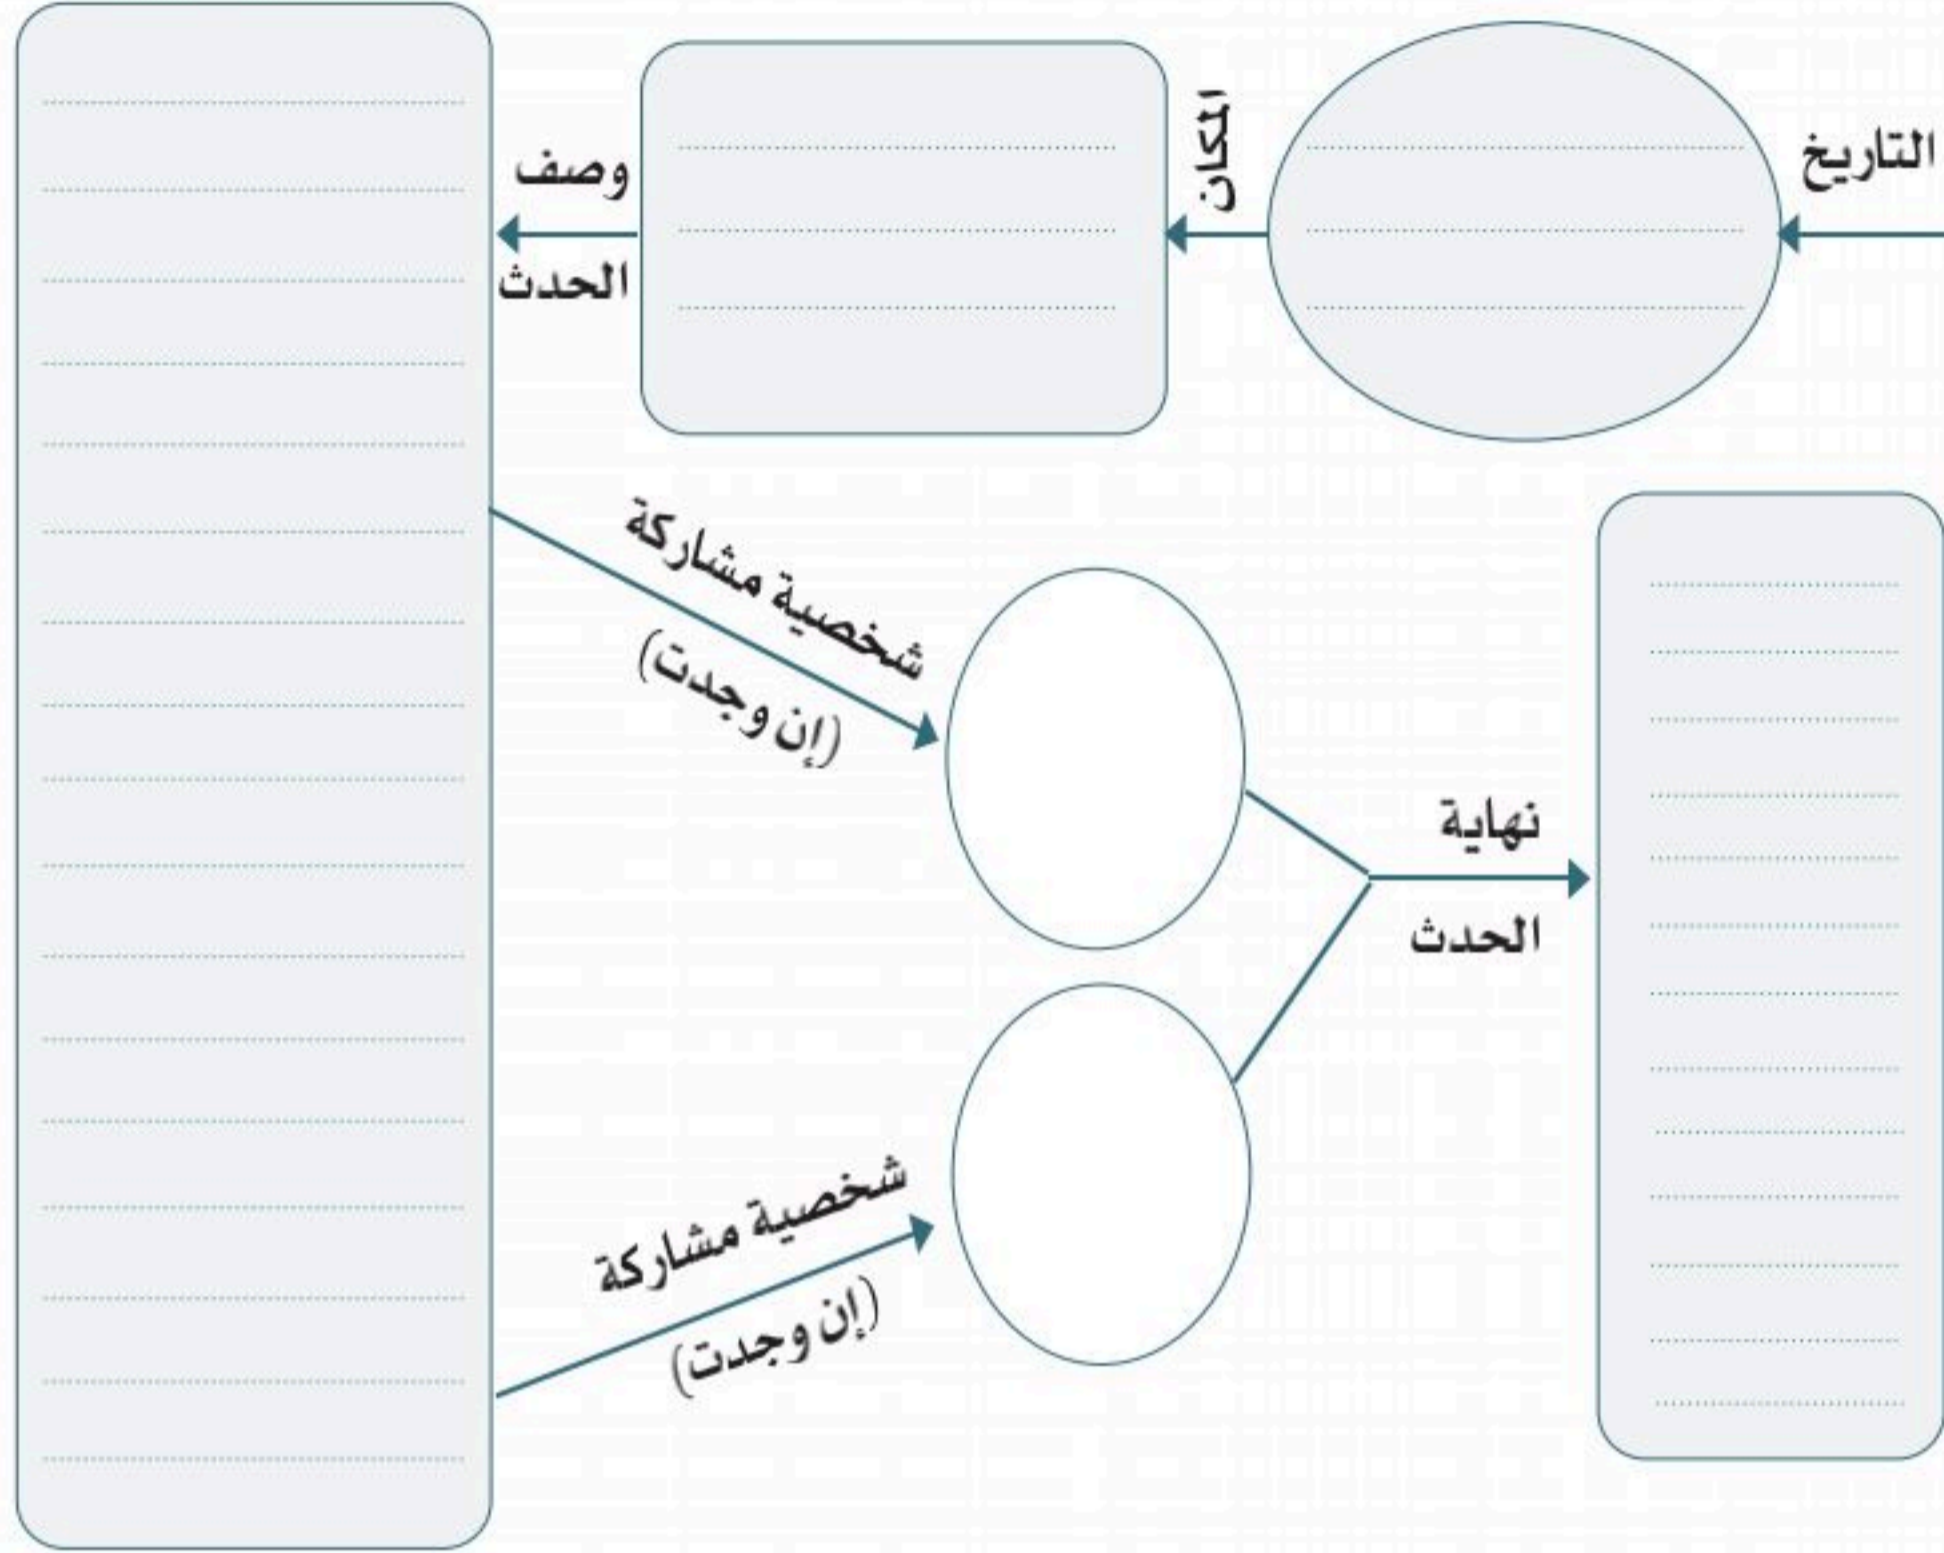 التاريخ
المكان
وصف
الحدث
شخصية مشاركة
(إن وجدت)
شخصية مشاركة
(إن وجدت)
نهاية
الحدث